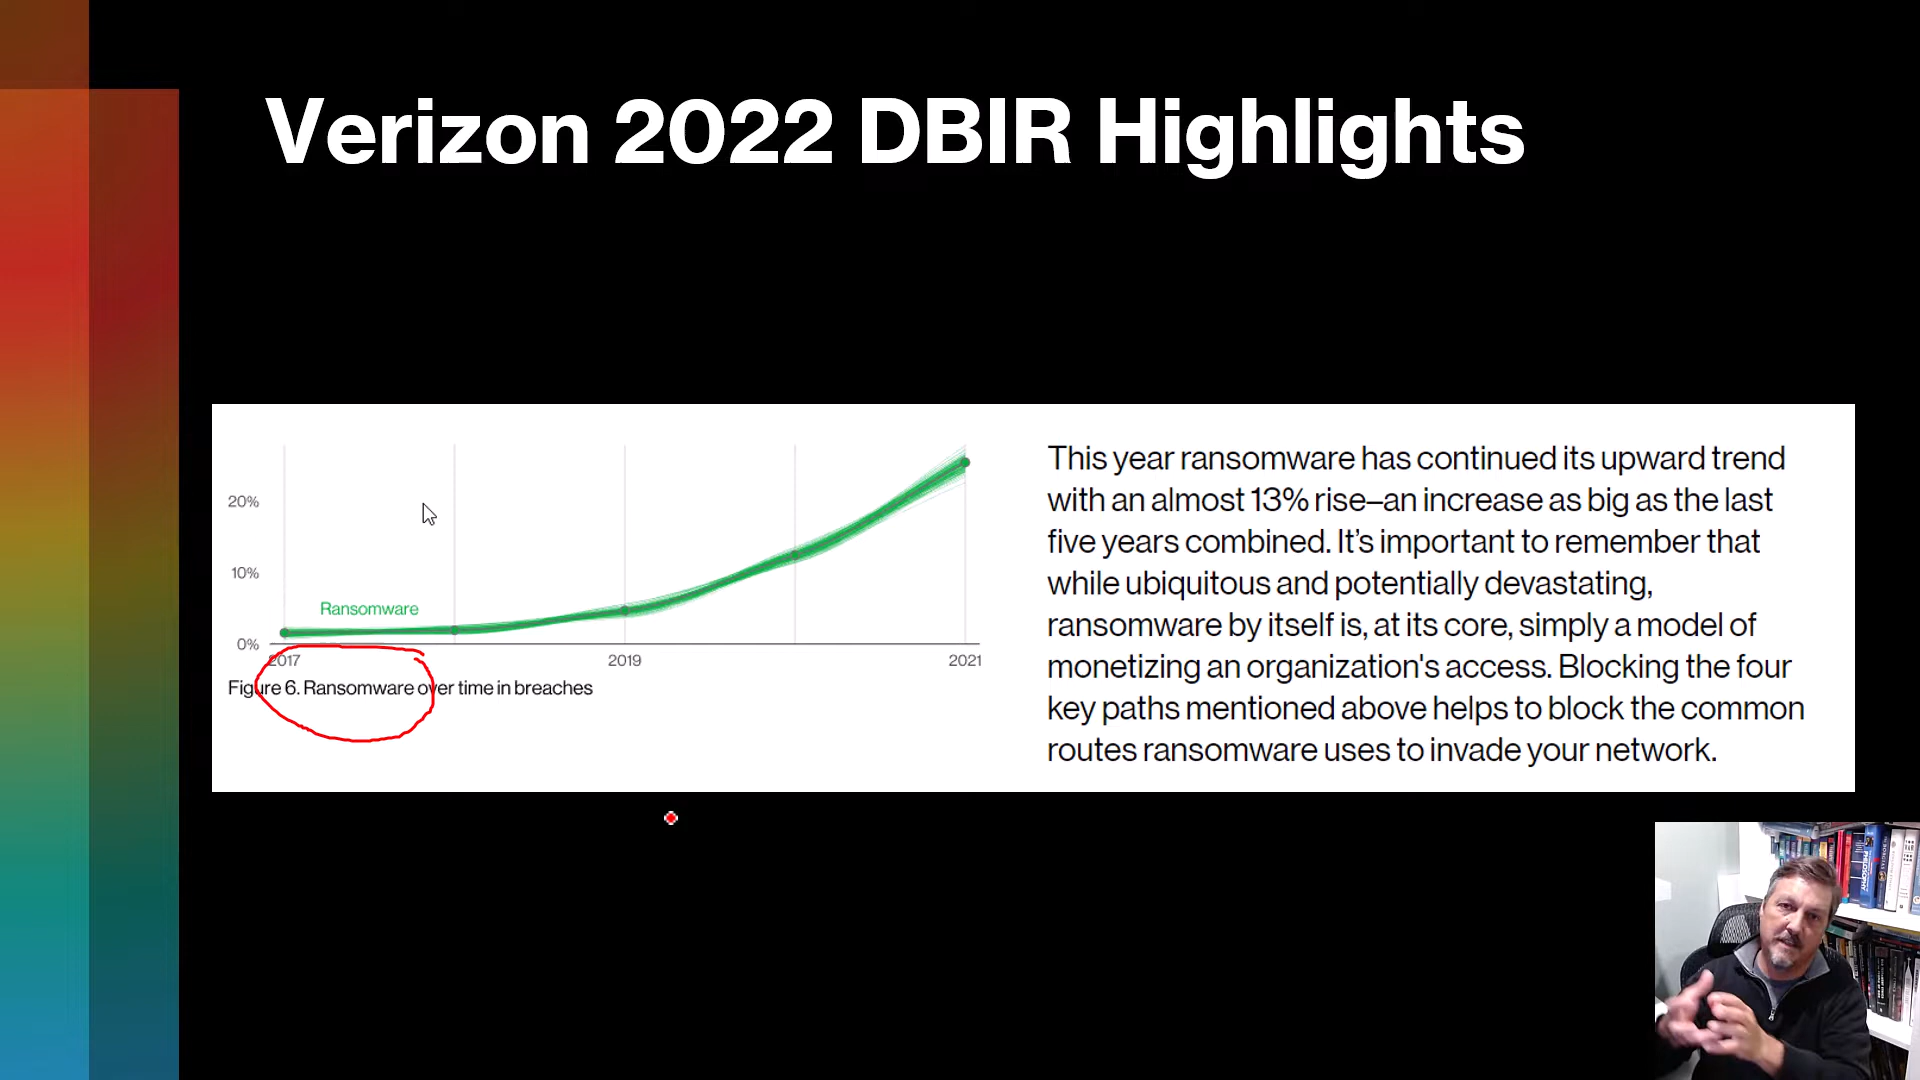 Verizon 2022 DBIR Highlights
20%
10%
Ransomware
0%
2017
2019
2021
Figure 6. Ransomware over time in breaches
This year ransomware has continued its upward trend
with an almost 13% rise–an increase as big as the last
five years combined. It's important to remember that
while ubiquitous and potentially devastating,
ransomware by itself is, at its core, simply a model of
monetizing an organization's access. Blocking the four
key paths mentioned above helps to block the common
routes ransomware uses to invade your network.